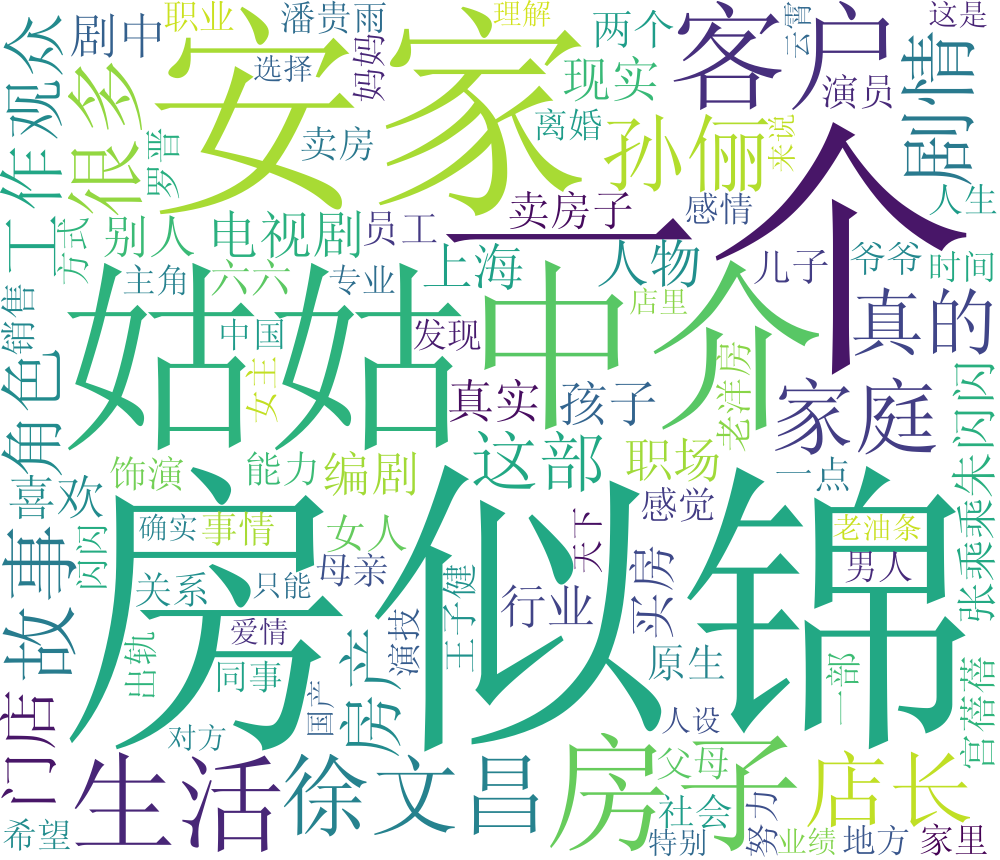 职业
潘贵雨
理解
云霄
这是
剧中
妈妈
两个
客户
剧情
观众
很多
安家
选择
现实
演员
作
罗晋
卖房
离婚
孙俪
来说
一个
工
方式
别人
电视剧
员工
卖房子
感情
人生
主角
六六
专业
上海
人物
儿子
爷爷
时间
姑姑
中介
店里
真的
销售
中国
发现
老洋房
角色
女主
真实
孩子
家庭
喜欢
饰演
能力
编剧
这部
职场
一点
张乘乘
朱闪闪
故事
闪闪
确实
事情
女人
感觉
天下
老油条
房似锦
关系
只能
母亲
王子健
行业
买房
男人
出轨
爱情
同事
房产
演技
原生
一部
宫蓓蓓
门店
国产
人设
对方
生活
徐文昌
房子
父母
店长
希望
社会
特别
努力
业绩
地方
家里